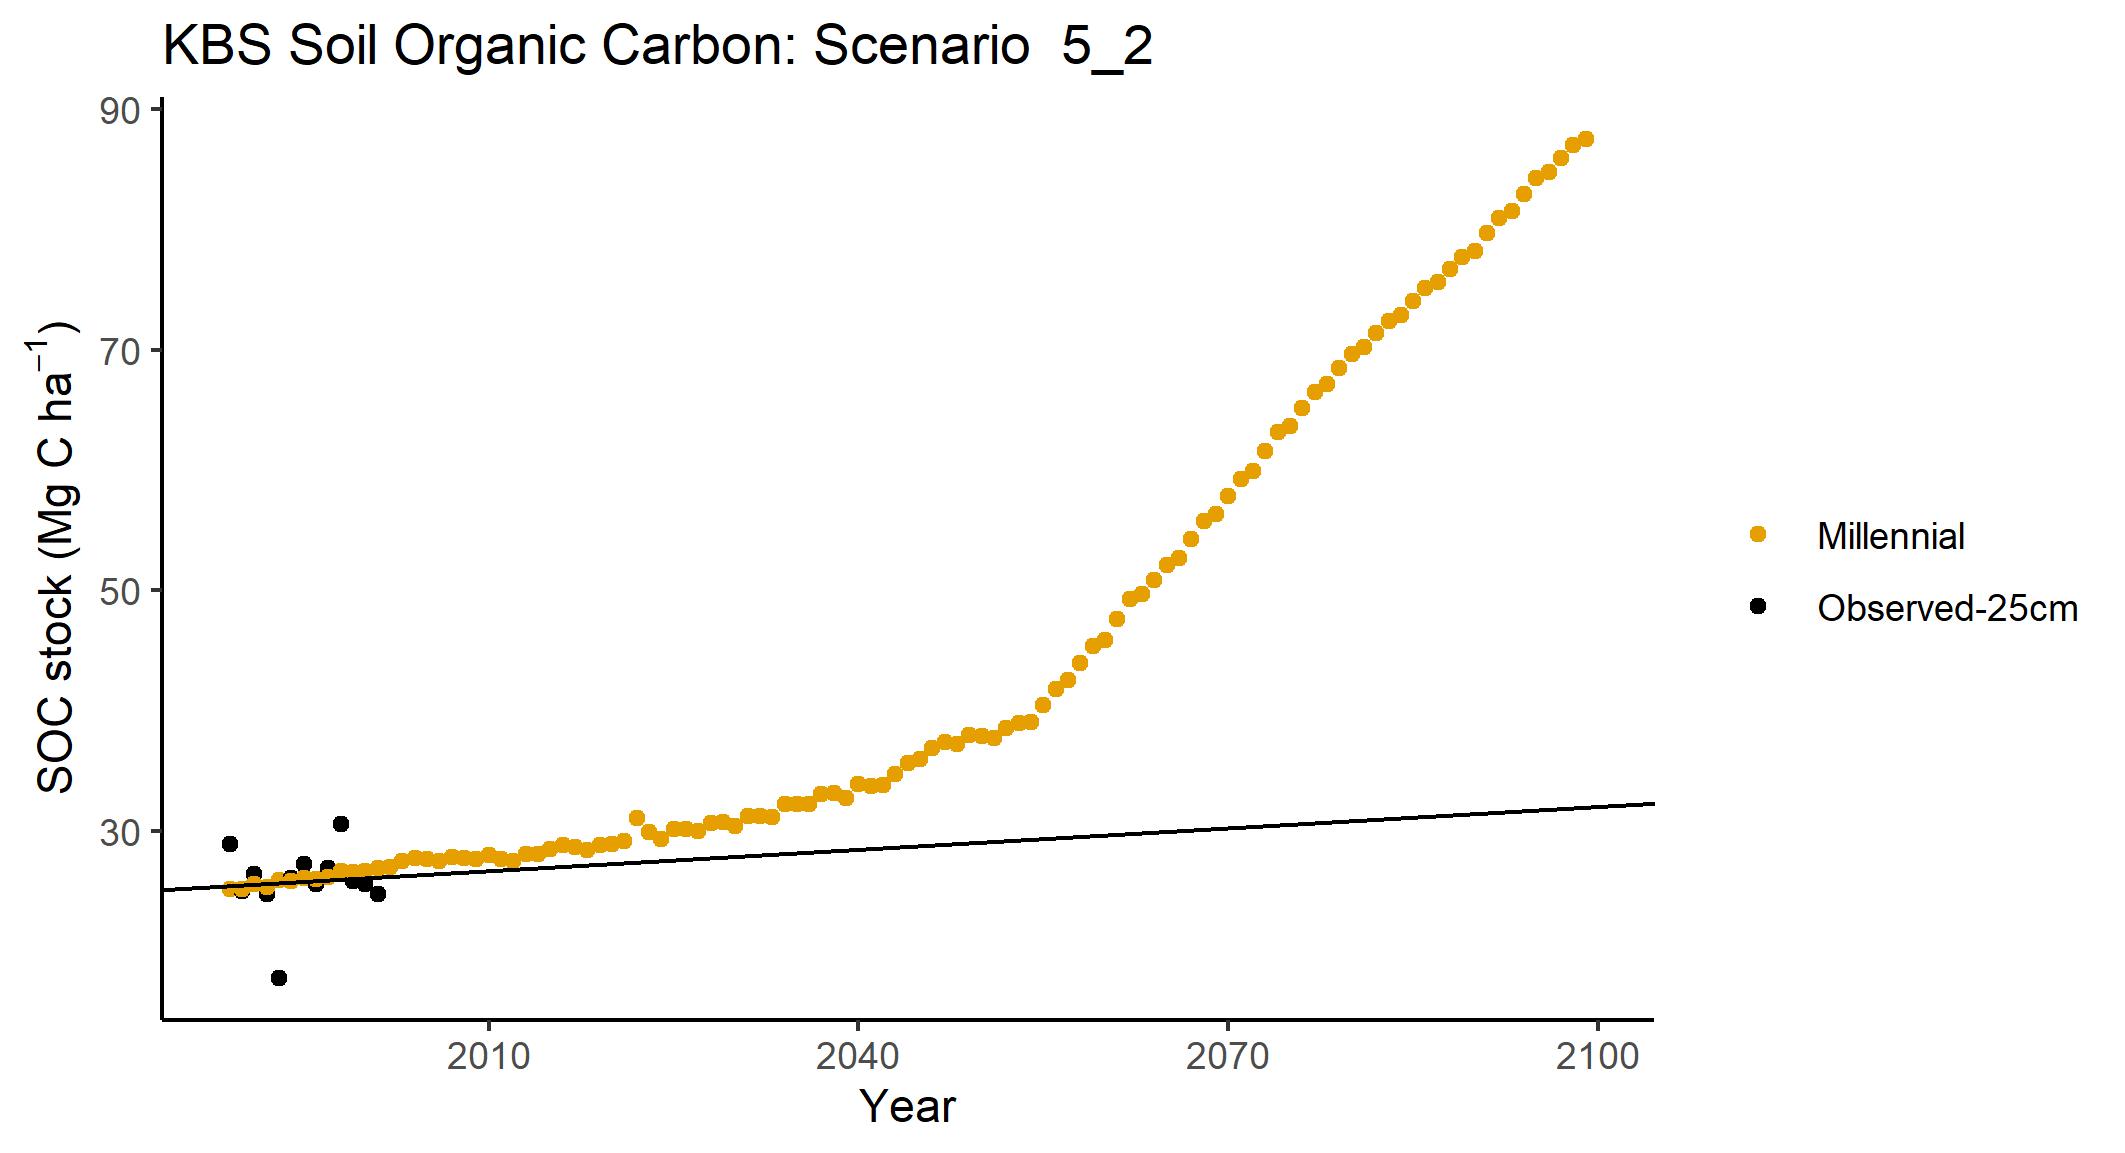 KBS Soil Organic Carbon: Scenario  5_2
90
70
50
30
SOC stock (Mg C ha⁻¹)
2010 2040 2070 2100
Year
Millennial
Observed-25cm